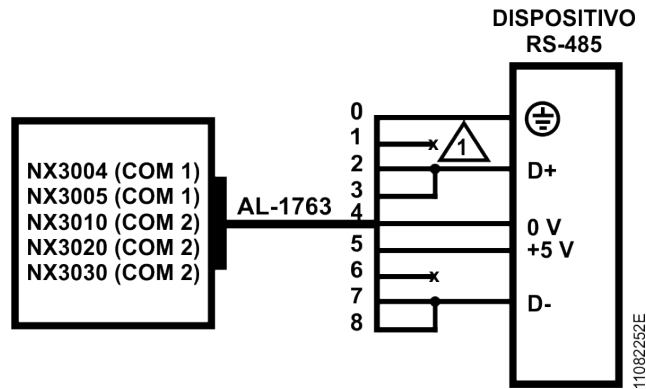 DISPOSITIVO
RS-485
NX3004 (COM 1)
NX3005 (COM 1)
NX3010 (COM 2)
NX3020 (COM 2)
NX3030 (COM 2)
AL-1763
0
1
2
3
4
5
6
7
8
x
1
x
D+
0 V
+5 V
D-
11082252E